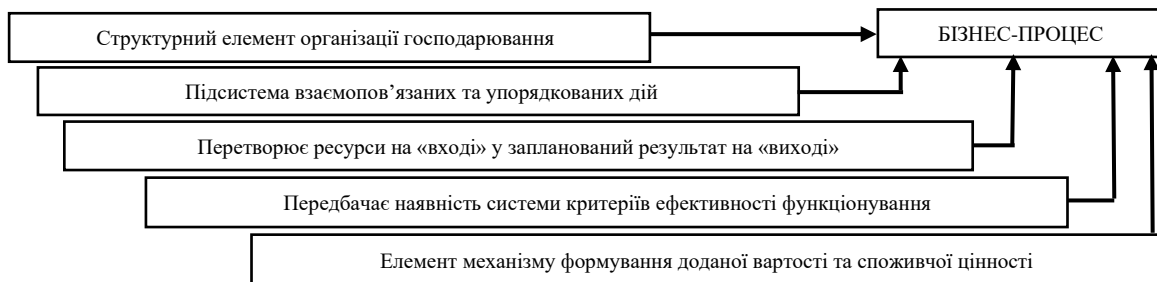 Структурний елемент організації господарювання
БІЗНЕС-ПРОЦЕС
Підсистема взаємопов’язаних та упорядкованих дій
Перетворює ресурси на «вході» у запланований результат на «виході»
Передбачає наявність системи критеріїв ефективності функціонування
Елемент механізму формування доданої вартості та споживчої цінності